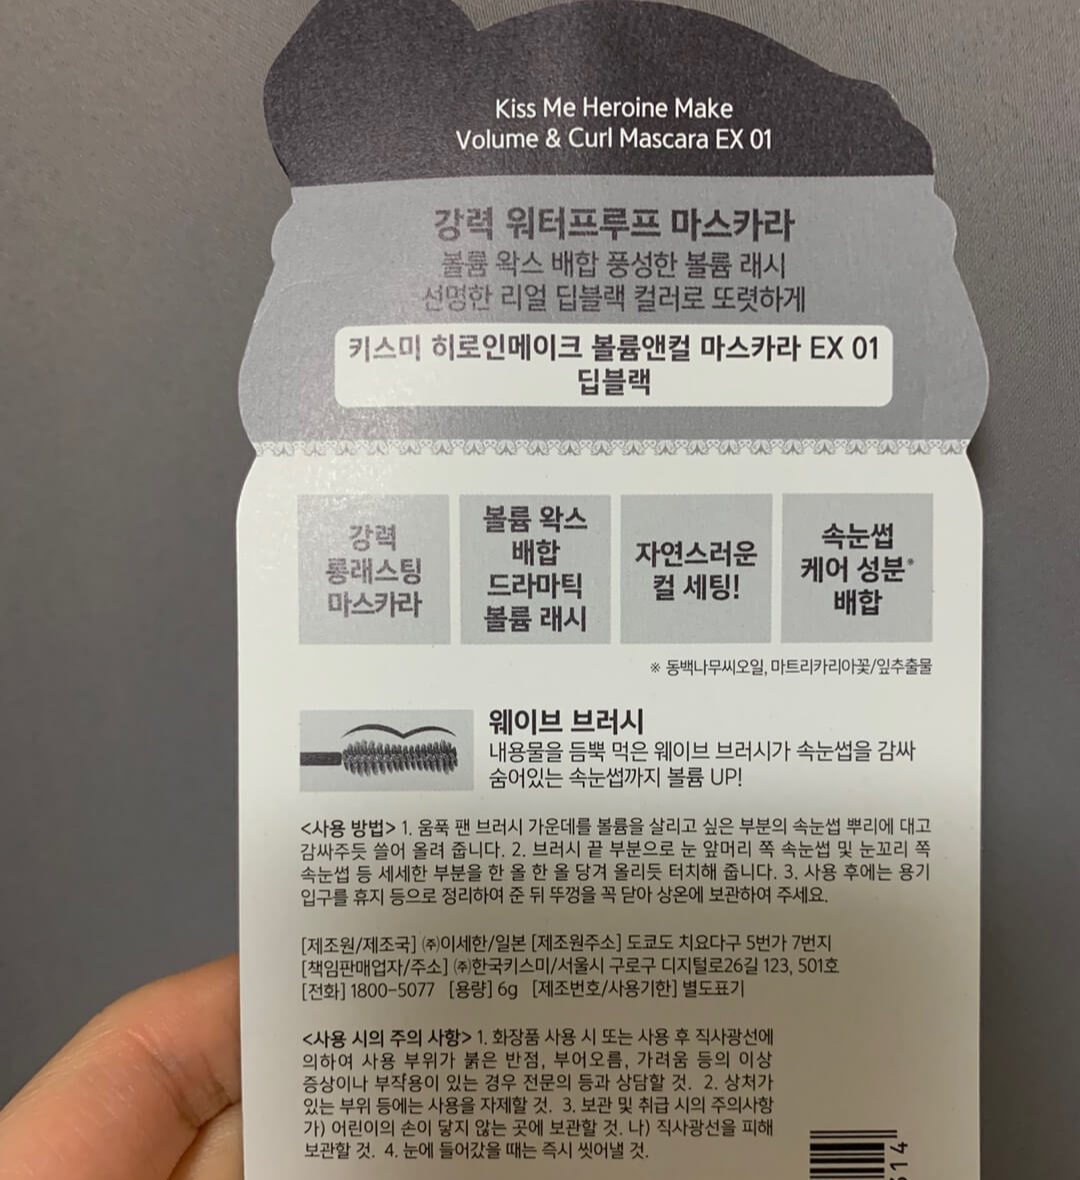 Kiss Me Heroine Make
Volume & Curl Mascara EX 01
강력 워터프루프 마스카라
볼륨 왁스 배합 풍성한 볼륨 래시
선명한 리얼 딥블랙 컬러로 또렷하게
키스미 히로인메이크 볼륨앤컬 마스카라 EX 01
딥블랙
강력
롱래스팅
마스카라
볼륨 왁스
배합
드라마틱
볼륨 래시
자연스러운
컬 세팅!
속눈썹
케어 성분※
배합
※ 동백나무씨오일, 마트리카리아꽃/잎추출물
웨이브 브러시
내용물을 듬뿍 먹은 웨이브 브러시가 속눈썹을 감싸
숨어있는 속눈썹까지 볼륨 UP!
<사용 방법> 1. 움푹 팬 브러시 가운데를 볼륨을 살리고 싶은 부분의 속눈썹 뿌리에 대고
감싸주듯 쓸어 올려 줍니다. 2. 브러시 끝 부분으로 눈 앞머리 쪽 속눈썹 및 눈꼬리 쪽
속눈썹 등 세세한 부분을 한 올 한 올 당겨 올리듯 터치해 줍니다. 3. 사용 후에는 용기
입구를 휴지 등으로 정리하여 준 뒤 뚜껑을 꼭 닫아 상온에 보관하여 주세요.
[제조원/제조국] ㈜이세한/일본 [제조원주소] 도쿄도 치요다구 5번가 7번지
[책임판매업자/주소] ㈜한국키스미/서울시 구로구 디지털로26길 123, 501호
[전화] 1800-5077 [용량] 6g [제조번호/사용기한] 별도표기
<사용 시의 주의 사항> 1. 화장품 사용 시 또는 사용 후 직사광선에
의하여 사용 부위가 붉은 반점, 부어오름, 가려움 등의 이상
증상이나 부작용이 있는 경우 전문의 등과 상담할 것. 2. 상처가
있는 부위 등에는 사용을 자제할 것. 3. 보관 및 취급 시의 주의사항
가) 어린이의 손이 닿지 않는 곳에 보관할 것. 나) 직사광선을 피해
보관할 것. 4. 눈에 들어갔을 때는 즉시 씻어낼 것.